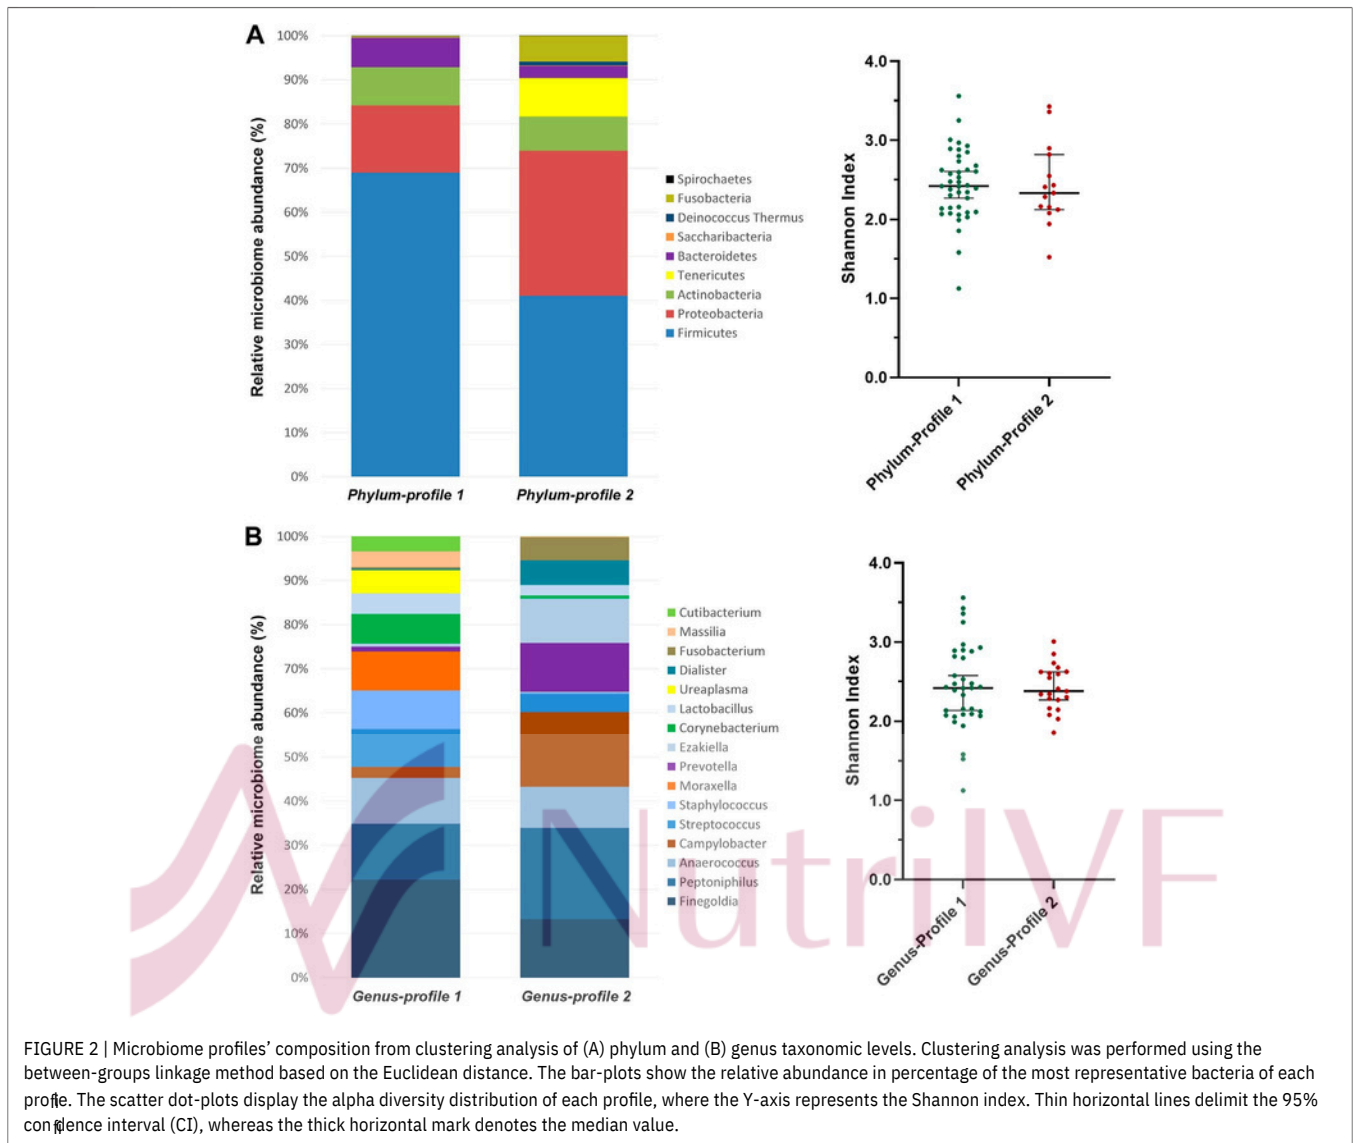 A
100%
90%
80%
70%
60%
50%
40%
30%
20%
10%
0%
Relative microbiome abundance (%)
Phylum-profile 1
Phylum-profile 2
Spirochaetes
Fusobacteria
Deinococcus Thermus
Saccharibacteria
Bacteroidetes
Tenericutes
Actinobacteria
Proteobacteria
Firmicutes
4.0
3.0
2.0
1.0
0.0
Shannon Index
Phylum-Profile 1
Phylum-Profile 2
B
100%
90%
80%
70%
60%
50%
40%
30%
20%
10%
0%
Relative microbiome abundance (%)
Genus-profile 1
Genus-profile 2
Cutibacterium
Massilia
Fusobacterium
Dialister
Ureaplasma
Lactobacillus
Corynebacterium
Ezakiella
Prevotella
Moraxella
Staphylococcus
Streptococcus
Campylobacter
Anaerococcus
Peptoniphilus
Finegoldia
4.0
3.0
2.0
1.0
0.0
Shannon Index
Genus-Profile 1
Genus-Profile 2
NutriIVF
FIGURE 2 | Microbiome profiles’ composition from clustering analysis of (A) phylum and (B) genus taxonomic levels. Clustering analysis was performed using the
between-groups linkage method based on the Euclidean distance. The bar-plots show the relative abundance in percentage of the most representative bacteria of each
profile. The scatter dot-plots display the alpha diversity distribution of each profile, where the Y-axis represents the Shannon index. Thin horizontal lines delimit the 95%
confidence interval (CI), whereas the thick horizontal mark denotes the median value.